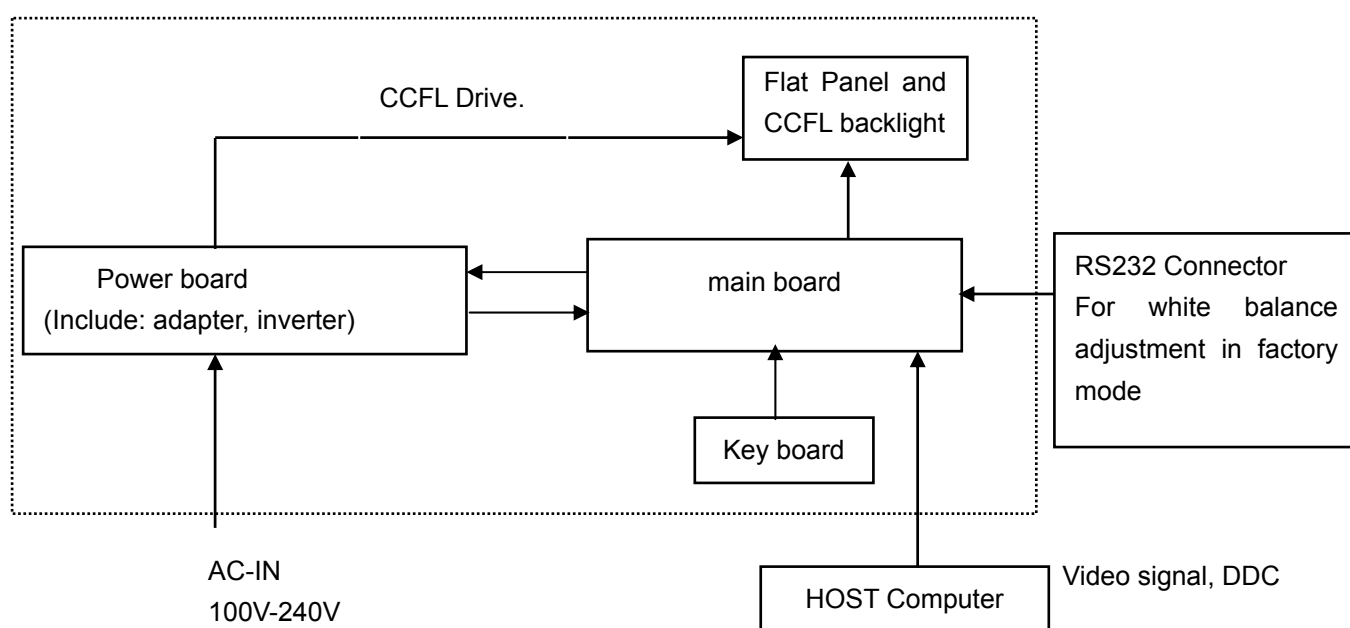 CCFL Drive.
Flat Panel and
CCFL backlight
Power board
(Include: adapter, inverter)
main board
RS232 Connector
For white balance
adjustment in factory
mode
Key board
AC-IN
100V-240V
HOST Computer
Video signal, DDC